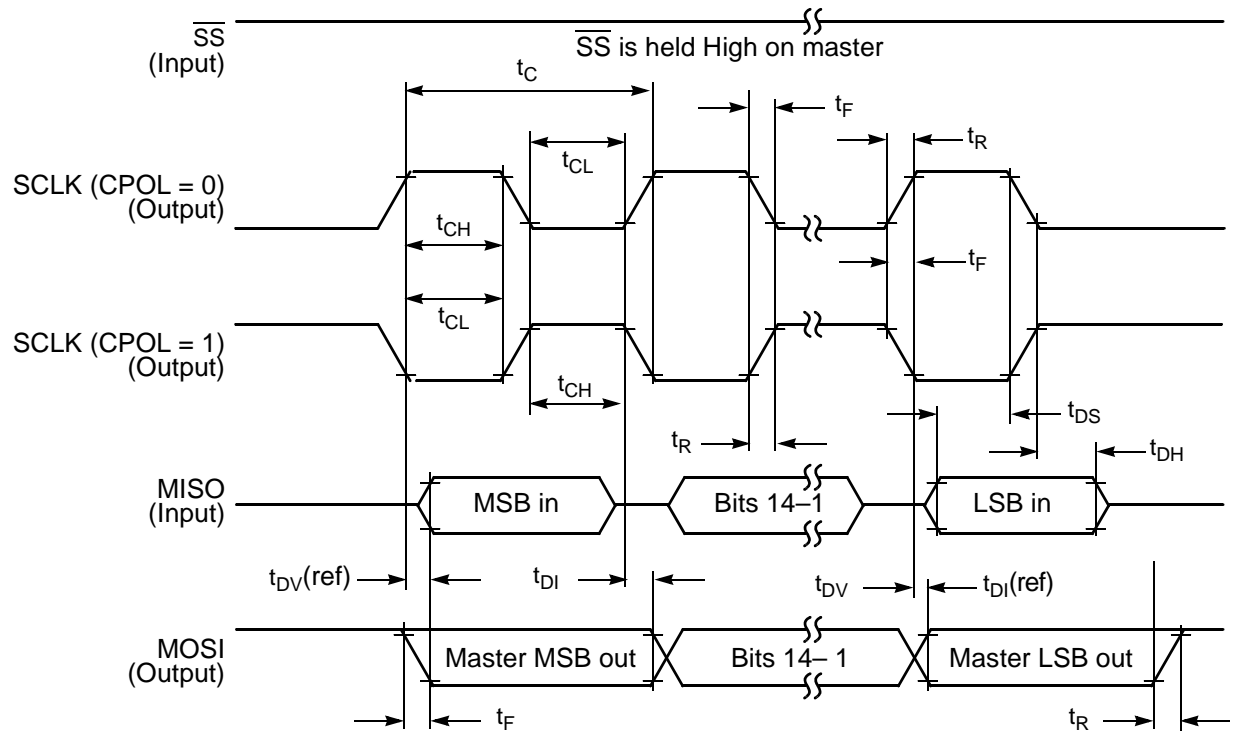 SS
(Input)
SS is held High on master
tC
tF
tR
tCL
SCLK (CPOL = 0)
(Output)
tCH
tF
tCL
SCLK (CPOL = 1)
(Output)
tCH
tDS
tR
tDH
MISO
(Input)
MSB in
Bits 14–1
LSB in
tDV(ref)
tDI
tDV
tDI(ref)
MOSI
(Output)
Master MSB out
Bits 14– 1
Master LSB out
tF
tR